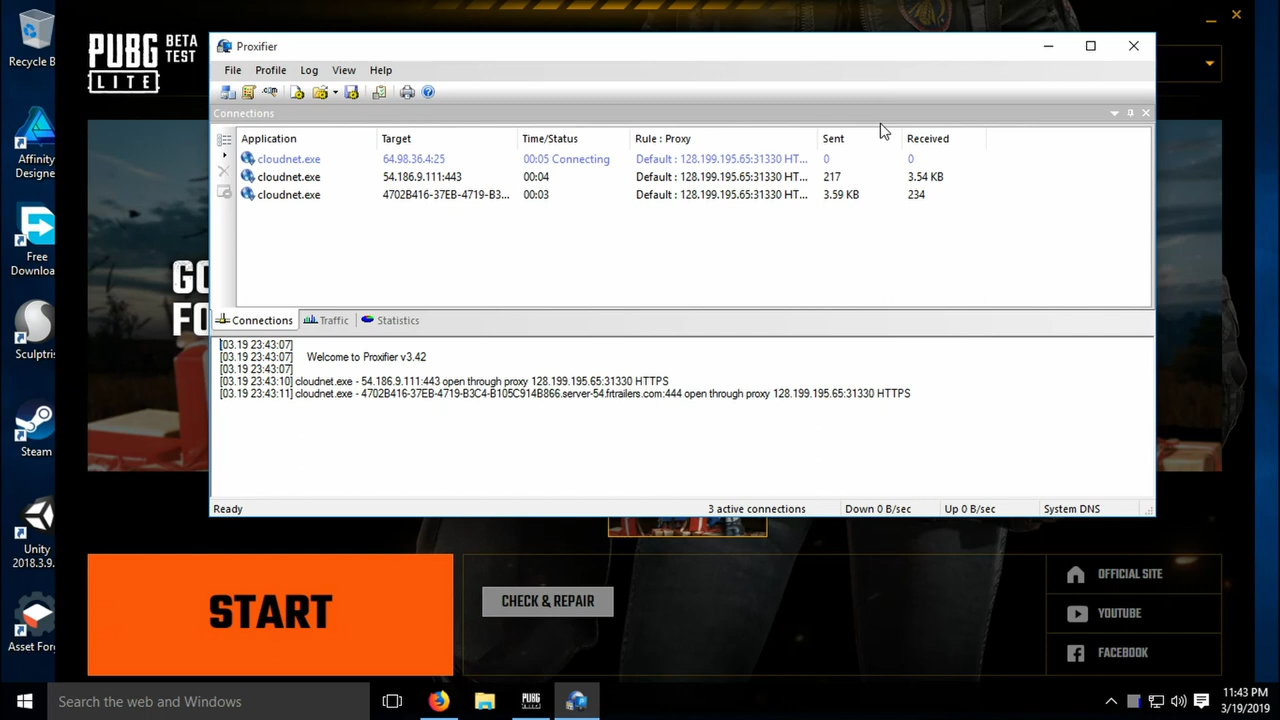 Recycle B
PUBG
LITE
BETA
TEST
Proxifier
File Profile Log View Help
Connections
Application Target Time/Status Rule : Proxy Sent Received
cloudnet.exe 64.98.36.4:25 00:05 Connecting Default : 128.199.195.65:31330 HT... 0 0
cloudnet.exe 54.186.9.111:443 00:04 Default : 128.199.195.65:31330 HT... 217 3.54 KB
cloudnet.exe 4702B416-37EB-4719-B3... 00:03 Default : 128.199.195.65:31330 HT... 3.59 KB 234
Connections Traffic Statistics
[03.19 23:43:07]
[03.19 23:43:07] Welcome to Proxifier v3.42
[03.19 23:43:07]
[03.19 23:43:10] cloudnet.exe - 54.186.9.111:443 open through proxy 128.199.195.65:31330 HTTPS
[03.19 23:43:11] cloudnet.exe - 4702B416-37EB-4719-B3C4-B105C914B866.server-54.frtrailers.com:444 open through proxy 128.199.195.65:31330 HTTPS
Ready 3 active connections Down 0 B/sec Up 0 B/sec System DNS
Affinity
Designe
Free
Downloa
Sculptris
Steam
Unity
2018.3.9.
Asset Forg
GO
FO
START
CHECK & REPAIR
OFFICIAL SITE
YOUTUBE
FACEBOOK
Search the web and Windows
PUBG
LITE
11:43 PM
3/19/2019